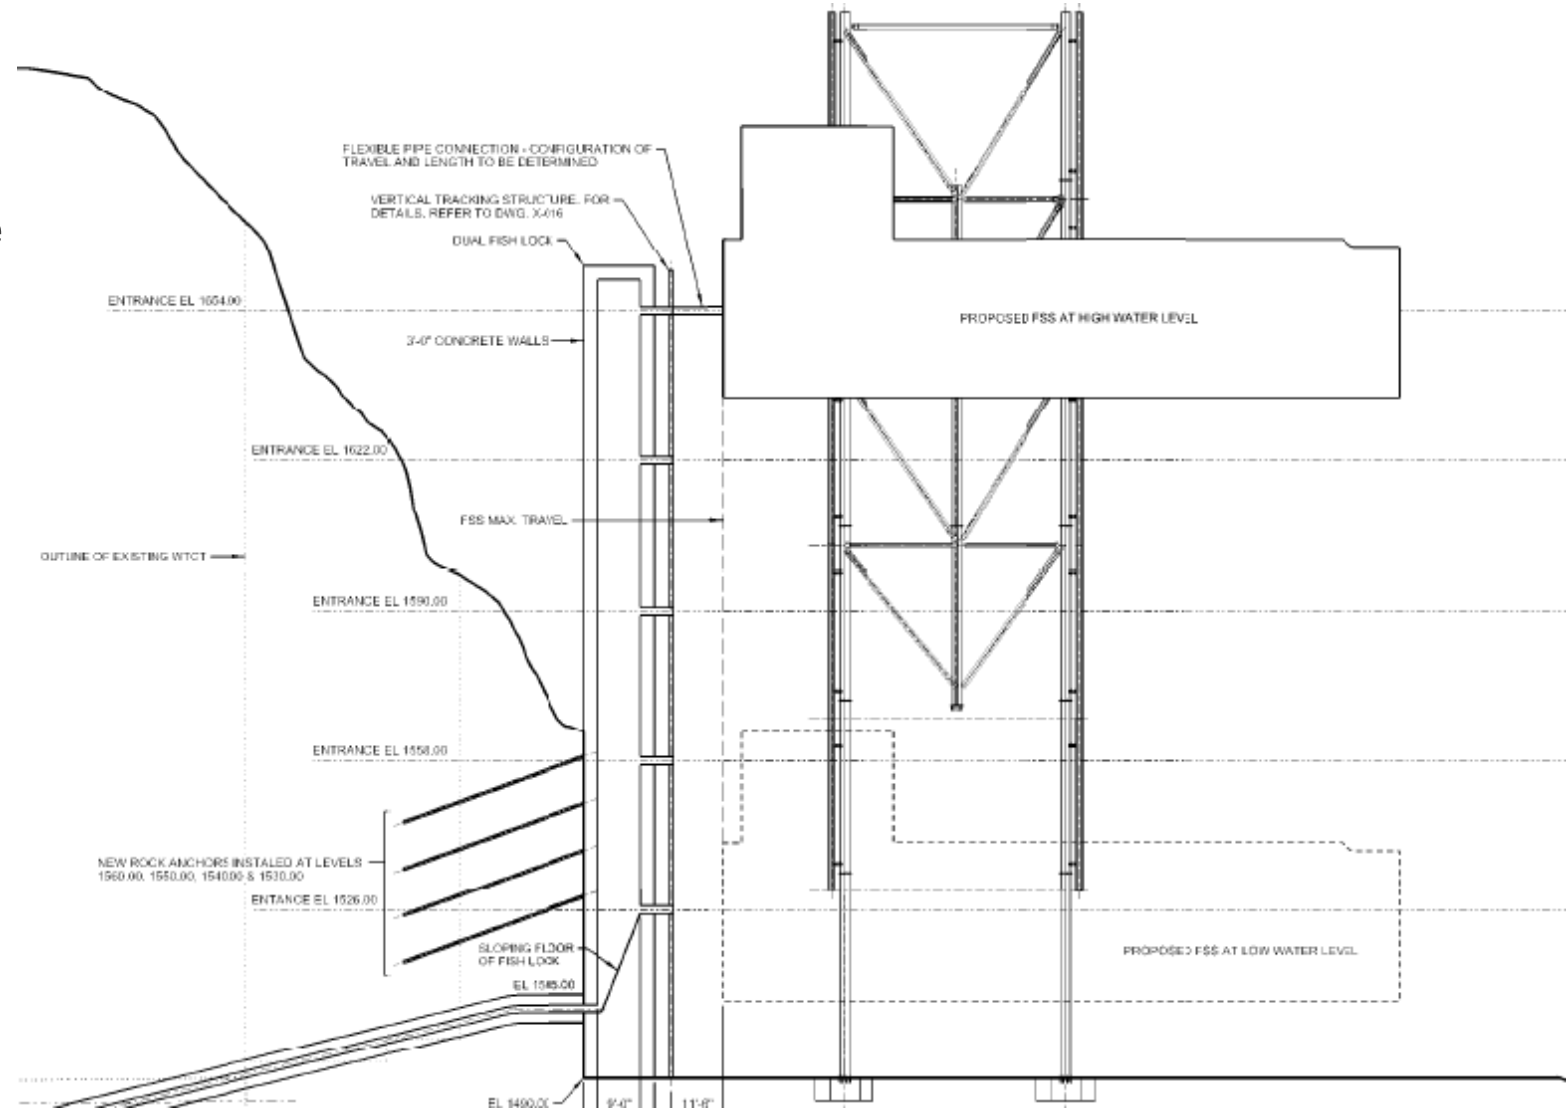 FLEXIBLE PIPE CONNECTION - CONFIGURATION OF
TRAVEL AND LENGTH TO BE DETERMINED
VERTICAL TRACKING STRUCTURE. FOR
DETAILS, REFER TO DWG. X-016
DUAL FISH LOCK
ENTRANCE EL 1654.00
PROPOSED FSS AT HIGH WATER LEVEL
3'-0" CONCRETE WALLS
ENTRANCE EL 1622.00
FSS MAX. TRAVEL
OUTLINE OF EXISTING WTCT
ENTRANCE EL 1590.00
ENTRANCE EL 1558.00
NEW ROCK ANCHORS INSTALED AT LEVELS
1560.00, 1550.00, 1540.00 & 1530.00
ENTANCE EL 1526.00
SLOPING FLOOR
OF FISH LOCK
PROPOSED FSS AT LOW WATER LEVEL
EL
EL 1490.00
9'-0"
11'-6"